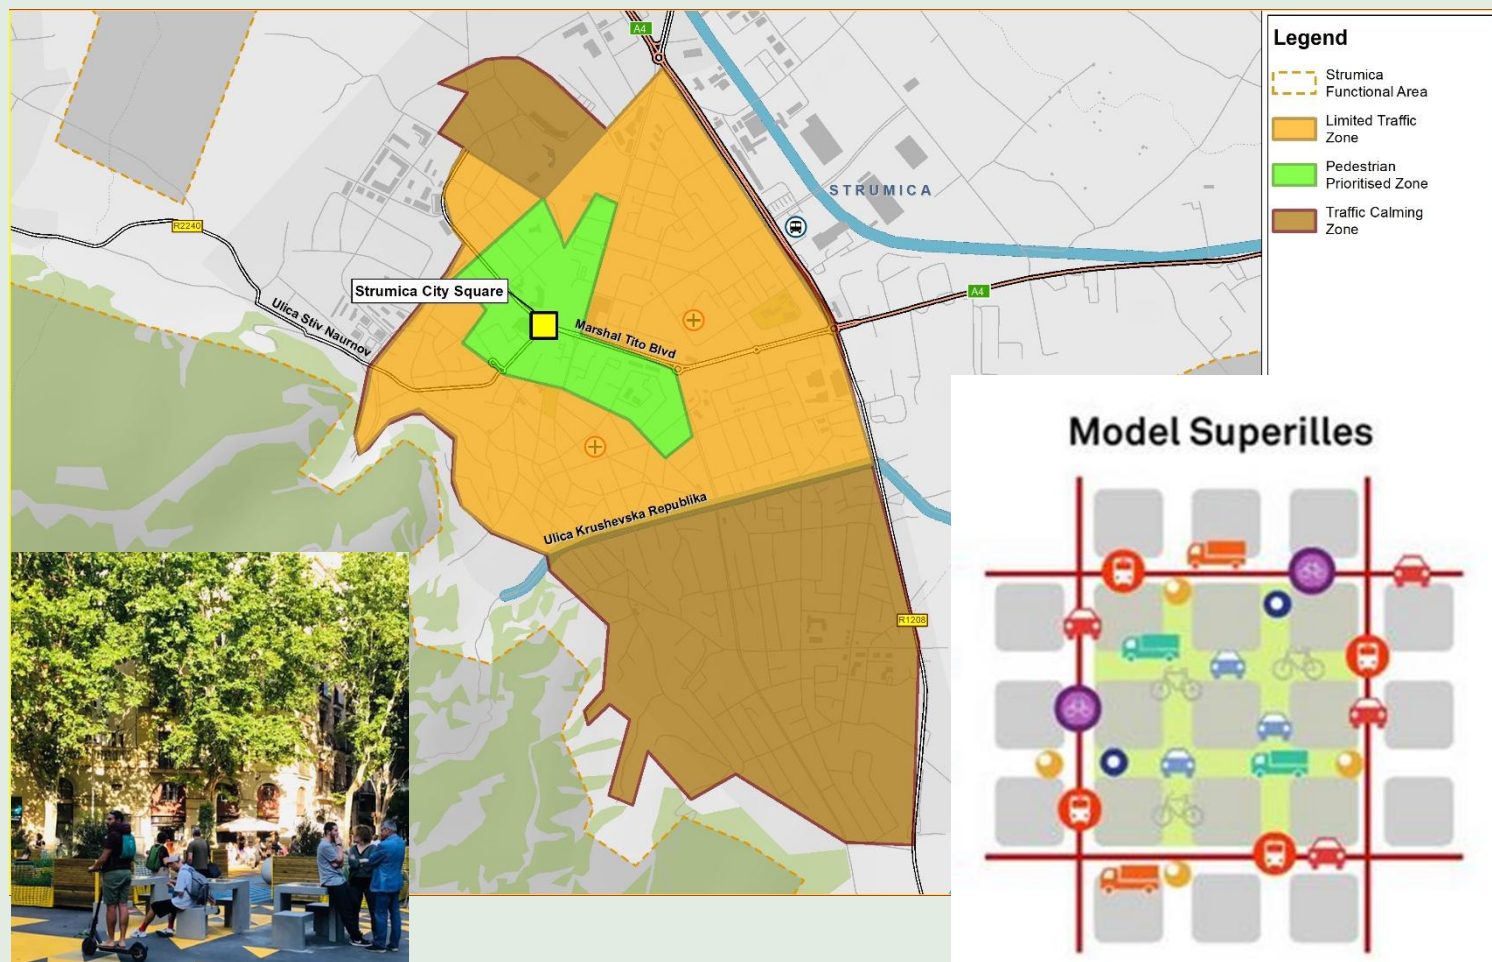 A4
Legend
Strumica
Functional Area
Limited Traffic
Zone
Pedestrian
Prioritised Zone
Traffic Calming
Zone
STRUMICA
R2240
Strumica City Square
A4
Ulica Stiv Naurnov
Marshal Tito Blvd
Ulica Krushevska Republika
R1208
Model Superilles